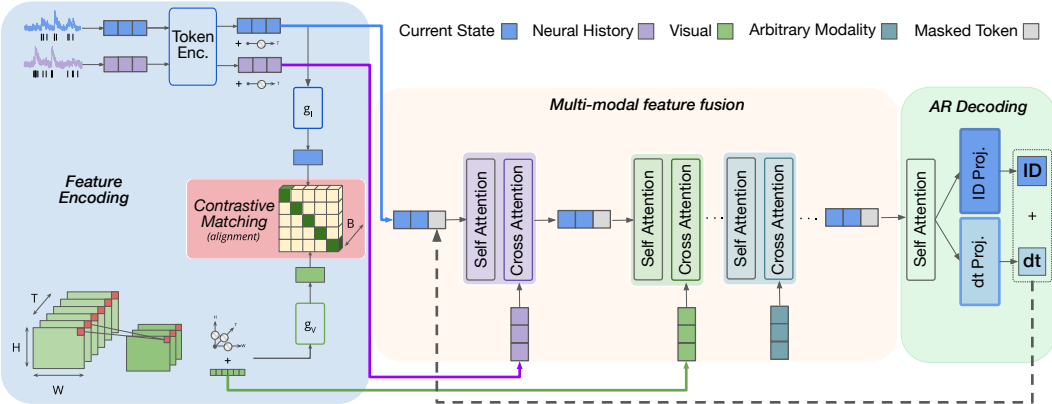 Current State
Neural History
Visual
Arbitrary Modality
Masked Token
Token
Enc.
+ T
+ T
g_I
Feature
Encoding
Contrastive
Matching
(alignment)
B
T
H
W
g_V
H
T
W
+
Multi-modal feature fusion
Self Attention
Cross Attention
Self Attention
Cross Attention
...
Self Attention
Cross Attention
...
AR Decoding
Self Attention
ID Proj.
dt Proj.
ID
+
dt